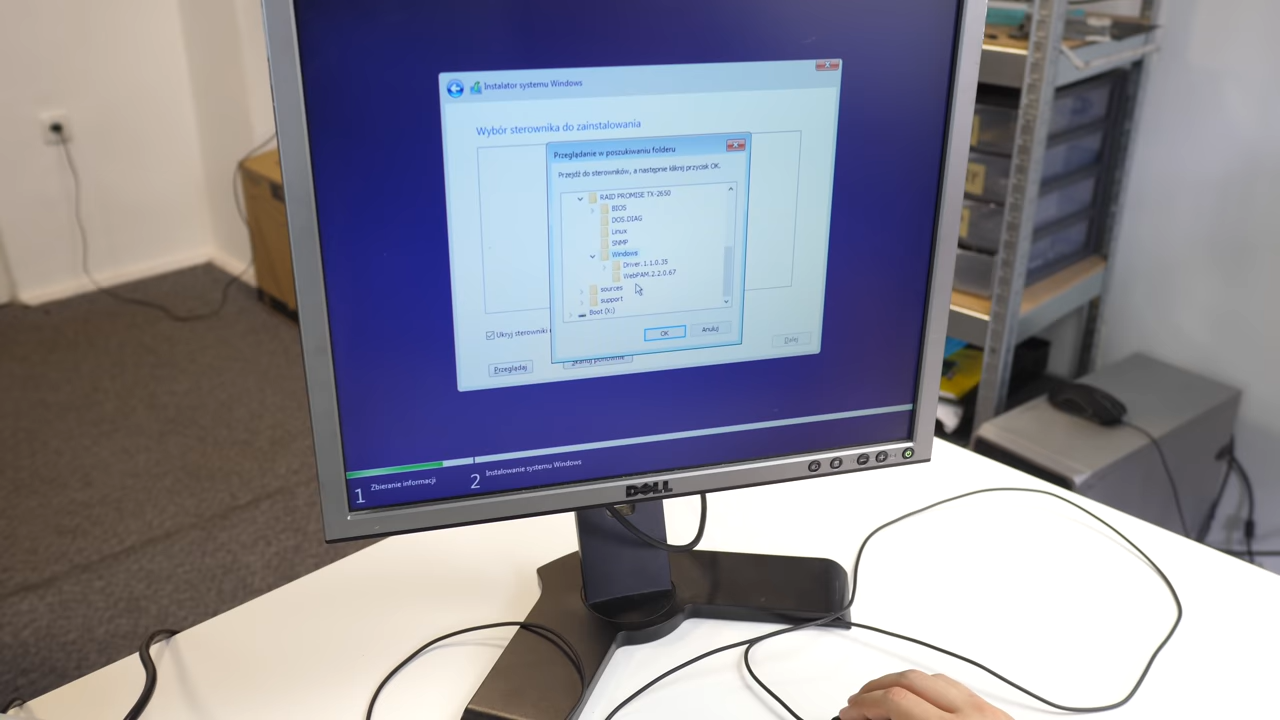 Instalator systemu Windows
Wybór sterownika do zainstalowania
Przeglądanie w poszukiwaniu folderu
Przejdź do sterowników, a następnie kliknij przycisk OK.
RAID PROMISE TX-2650
BIOS
DOS.DIAG
Linux
SNMP
Windows
Driver.1.1.0.35
WebPAM.2.2.0.67
sources
support
Boot (X:)
OK
Anuluj
Ukryj sterowniki
Przeglądaj
Skanuj ponownie
Dalej
1 Zbieranie informacji
2 Instalowanie systemu Windows
DELL